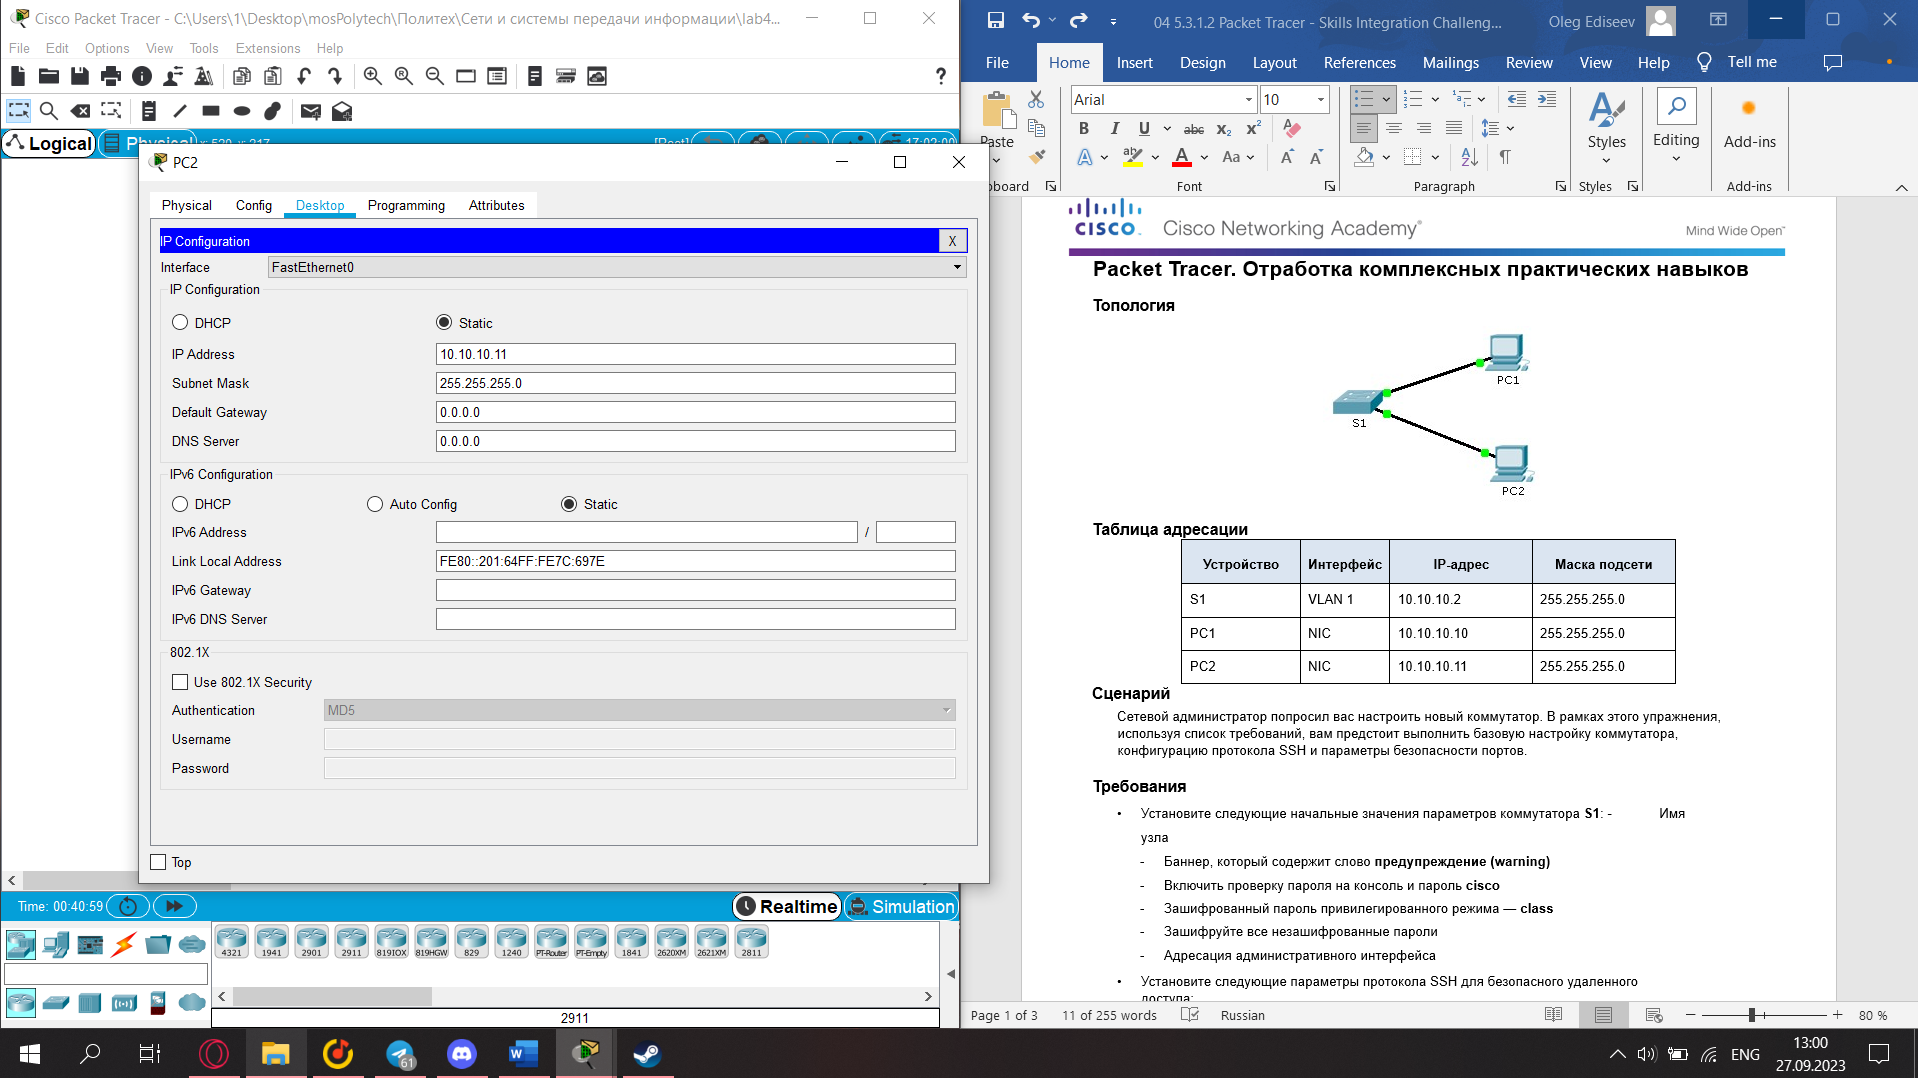 Cisco Packet Tracer - C:\Users\1\Desktop\mosPolytech\Политех\Сети и системы передачи информации\lab4...
File Edit Options View Tools Extensions Help
?
Logical
Physical x: 520, y: 217
[Root]
17:02:00
PC2
Physical Config Desktop Programming Attributes
IP Configuration
X
Interface
FastEthernet0
IP Configuration
DHCP
Static
IP Address
10.10.10.11
Subnet Mask
255.255.255.0
Default Gateway
0.0.0.0
DNS Server
0.0.0.0
IPv6 Configuration
DHCP
Auto Config
Static
IPv6 Address
/
Link Local Address
FE80::201:64FF:FE7C:697E
IPv6 Gateway
IPv6 DNS Server
802.1X
Use 802.1X Security
Authentication
MD5
Username
Password
Top
Time: 00:40:59
Realtime
Simulation
4321 1941 2901 2911 819IOX 819HGW 829 1240 PT-Router PT-Empty 1841 2620XM 2621XM 2811
2911
04 5.3.1.2 Packet Tracer - Skills Integration Challeng...
Oleg Ediseev
File Home Insert Design Layout References Mailings Review View Help Tell me
Paste
Arial
10
B I U abc X₂ X²
A A Aa A A
Styles
Editing
Add-ins
board
Font
Paragraph
Styles
Add-ins
CISCO. Cisco Networking Academy®
Mind Wide Open™
Packet Tracer. Отработка комплексных практических навыков
Топология
PC1
S1
PC2
Таблица адресации
Устройство Интерфейс IP-адрес Маска подсети
S1 VLAN 1 10.10.10.2 255.255.255.0
PC1 NIC 10.10.10.10 255.255.255.0
PC2 NIC 10.10.10.11 255.255.255.0
Сценарий
Сетевой администратор попросил вас настроить новый коммутатор. В рамках этого упражнения,
используя список требований, вам предстоит выполнить базовую настройку коммутатора,
конфигурацию протокола SSH и параметры безопасности портов.
Требования
• Установите следующие начальные значения параметров коммутатора S1: - Имя
узла
- Баннер, который содержит слово предупреждение (warning)
- Включить проверку пароля на консоль и пароль cisco
- Зашифрованный пароль привилегированного режима — class
- Зашифруйте все незашифрованные пароли
- Адресация административного интерфейса
• Установите следующие параметры протокола SSH для безопасного удаленного
доступа:
Page 1 of 3
11 of 255 words
Russian
80 %
61
ENG
13:00
27.09.2023